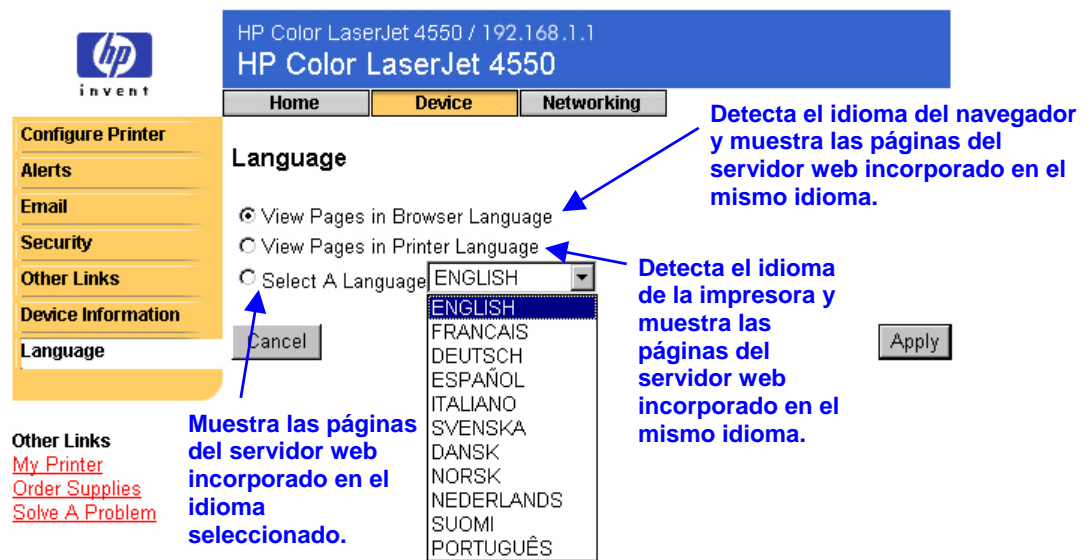 hp
invent
HP Color LaserJet 4550 / 192.168.1.1
HP Color LaserJet 4550
Home
Device
Networking
Configure Printer
Alerts
Email
Security
Other Links
Device Information
Language
Other Links
My Printer
Order Supplies
Solve A Problem
Language
View Pages in Browser Language
View Pages in Printer Language
Select A Language
ENGLISH
ENGLISH
FRANCAIS
DEUTSCH
ESPAÑOL
ITALIANO
SVENSKA
DANSK
NORSK
NEDERLANDS
SUOMI
PORTUGUÊS
Cancel
Apply
Detecta el idioma del navegador
y muestra las páginas del
servidor web incorporado en el
mismo idioma.
Detecta el idioma
de la impresora y
muestra las
páginas del
servidor web
incorporado en el
mismo idioma.
Muestra las páginas
del servidor web
incorporado en el
idioma
seleccionado.